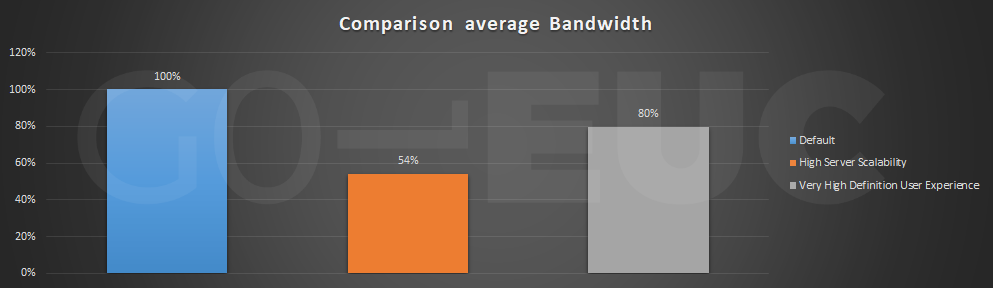 Comparison average Bandwidth
120%
100%
80%
60%
40%
20%
0%
100%
54%
80%
Default
High Server Scalability
Very High Definition User Experience
GO-EUC